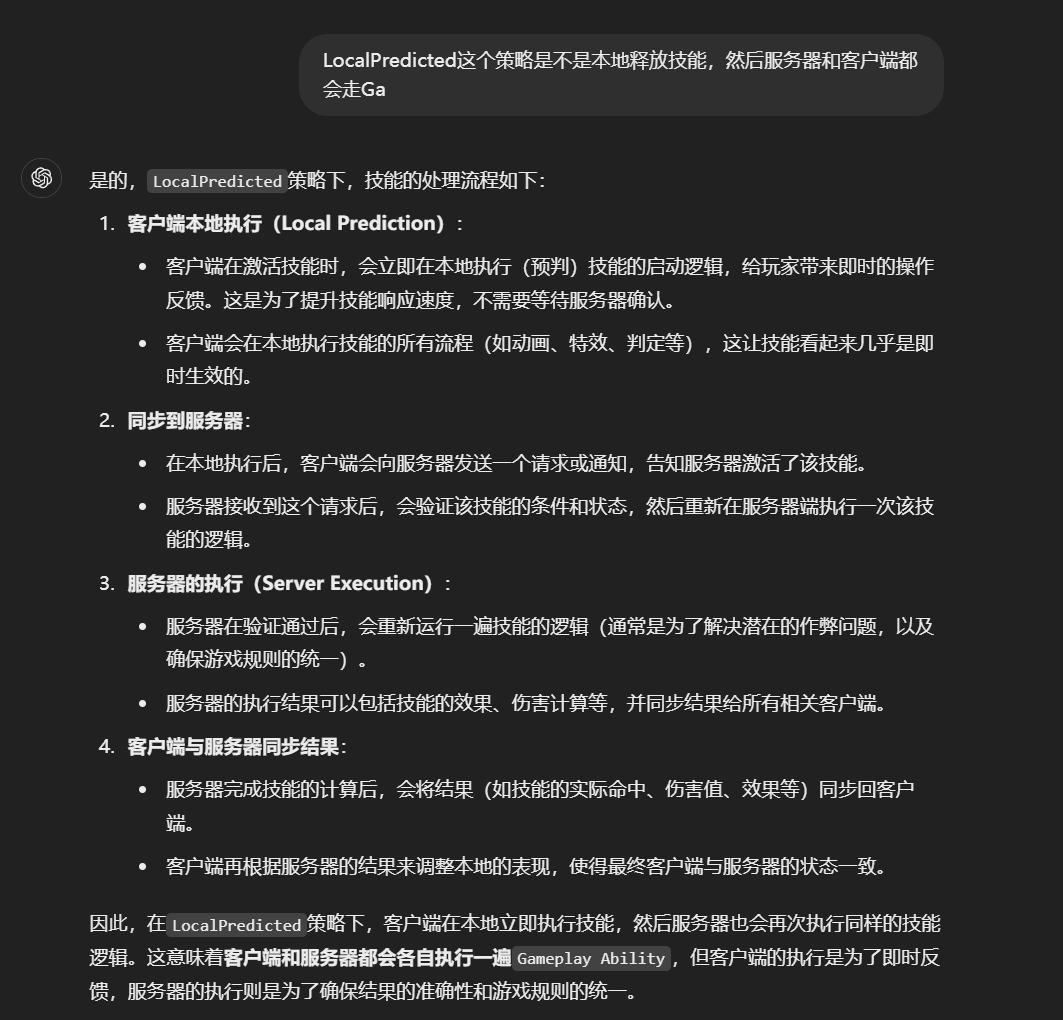 LocalPredicted这个策略是不是本地释放技能，然后服务器和客户端都
会走Ga
是的，LocalPredicted策略下，技能的处理流程如下：
1. 客户端本地执行（Local Prediction）：
• 客户端在激活技能时，会立即在本地执行（预判）技能的启动逻辑，给玩家带来即时的操作
反馈。这是为了提升技能响应速度，不需要等待服务器确认。
• 客户端会在本地执行技能的所有流程（如动画、特效、判定等），这让技能看起来几乎是即
时生效的。
2. 同步到服务器：
• 在本地执行后，客户端会向服务器发送一个请求或通知，告知服务器激活了该技能。
• 服务器接收到这个请求后，会验证该技能的条件和状态，然后重新在服务器端执行一次该技
能的逻辑。
3. 服务器的执行（Server Execution）：
• 服务器在验证通过后，会重新运行一遍技能的逻辑（通常是为了解决潜在的作弊问题，以及
确保游戏规则的统一）。
• 服务器的执行结果可以包括技能的效果、伤害计算等，并同步结果给所有相关客户端。
4. 客户端与服务器同步结果：
• 服务器完成技能的计算后，会将结果（如技能的实际命中、伤害值、效果等）同步回客户
端。
• 客户端再根据服务器的结果来调整本地的表现，使得最终客户端与服务器的状态一致。
因此，在LocalPredicted策略下，客户端在本地立即执行技能，然后服务器也会再次执行同样的技能
逻辑。这意味着客户端和服务器都会各自执行一遍Gameplay Ability，但客户端的执行是为了即时反
馈，服务器的执行则是为了确保结果的准确性和游戏规则的统一。